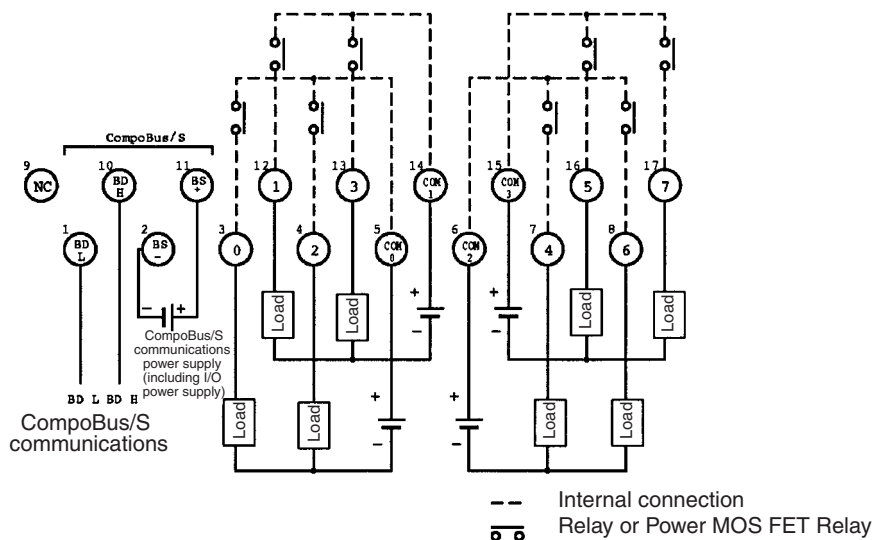 CompoBus/S
9 10 11 12 13 14 15 16 17
NC BD H BS + 1 3 COM 1 COM 3 5 7
1 2 3 4 5 6 7 8
BD L BS − 0 2 COM 0 COM 2 4 6
− +
Load Load + − + − Load Load
CompoBus/S
communications
power supply
(including I/O
power supply)
BD L BD H
CompoBus/S
communications
Load Load + − + − Load Load
Internal connection
Relay or Power MOS FET Relay